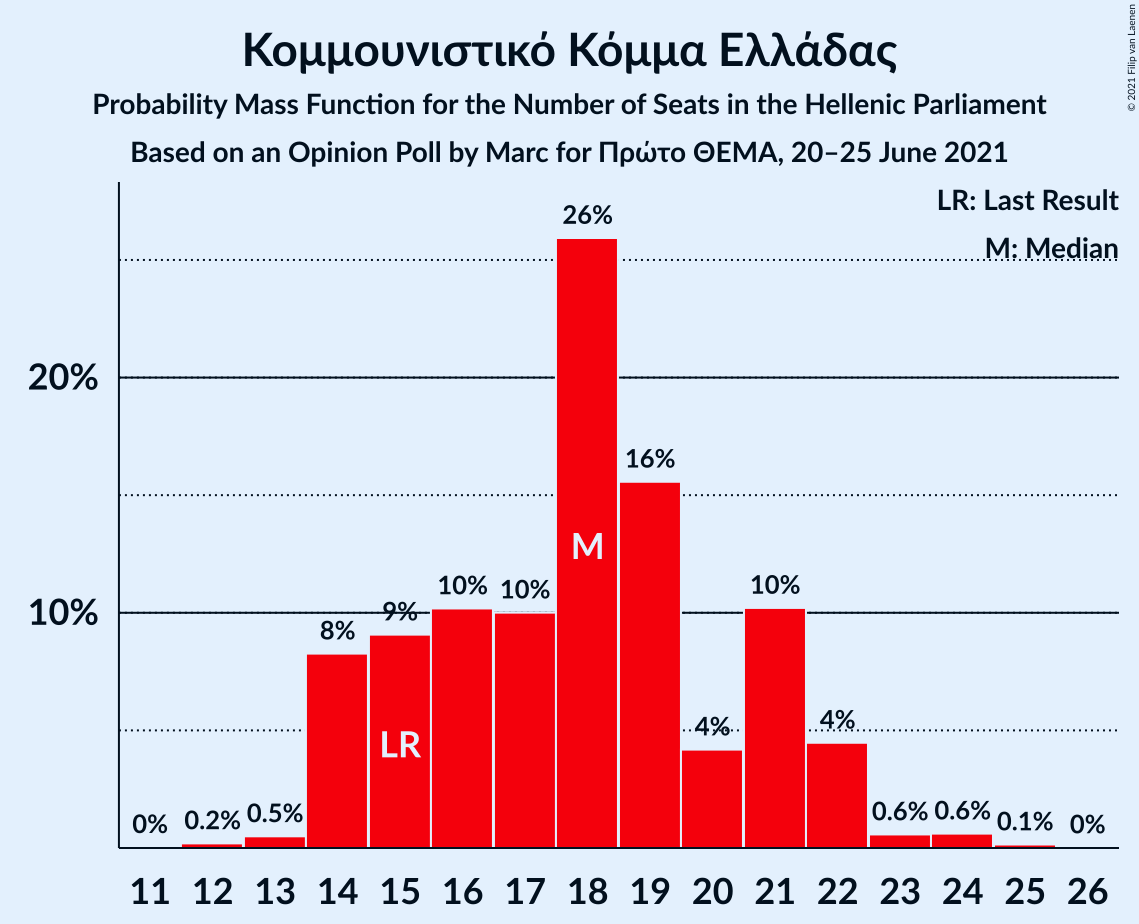 Κομμουνιστικό Κόμμα Ελλάδας
Probability Mass Function for the Number of Seats in the Hellenic Parliament
Based on an Opinion Poll by Marc for Πρώτο ΘΕΜΑ, 20–25 June 2021
© 2021 Filip van Laenen
LR: Last Result
M: Median
20%
10%
0%
0.2%
0.5%
8%
9%
10%
10%
26%
16%
4%
10%
4%
0.6%
0.6%
0.1%
0%
LR
M
11 12 13 14 15 16 17 18 19 20 21 22 23 24 25 26